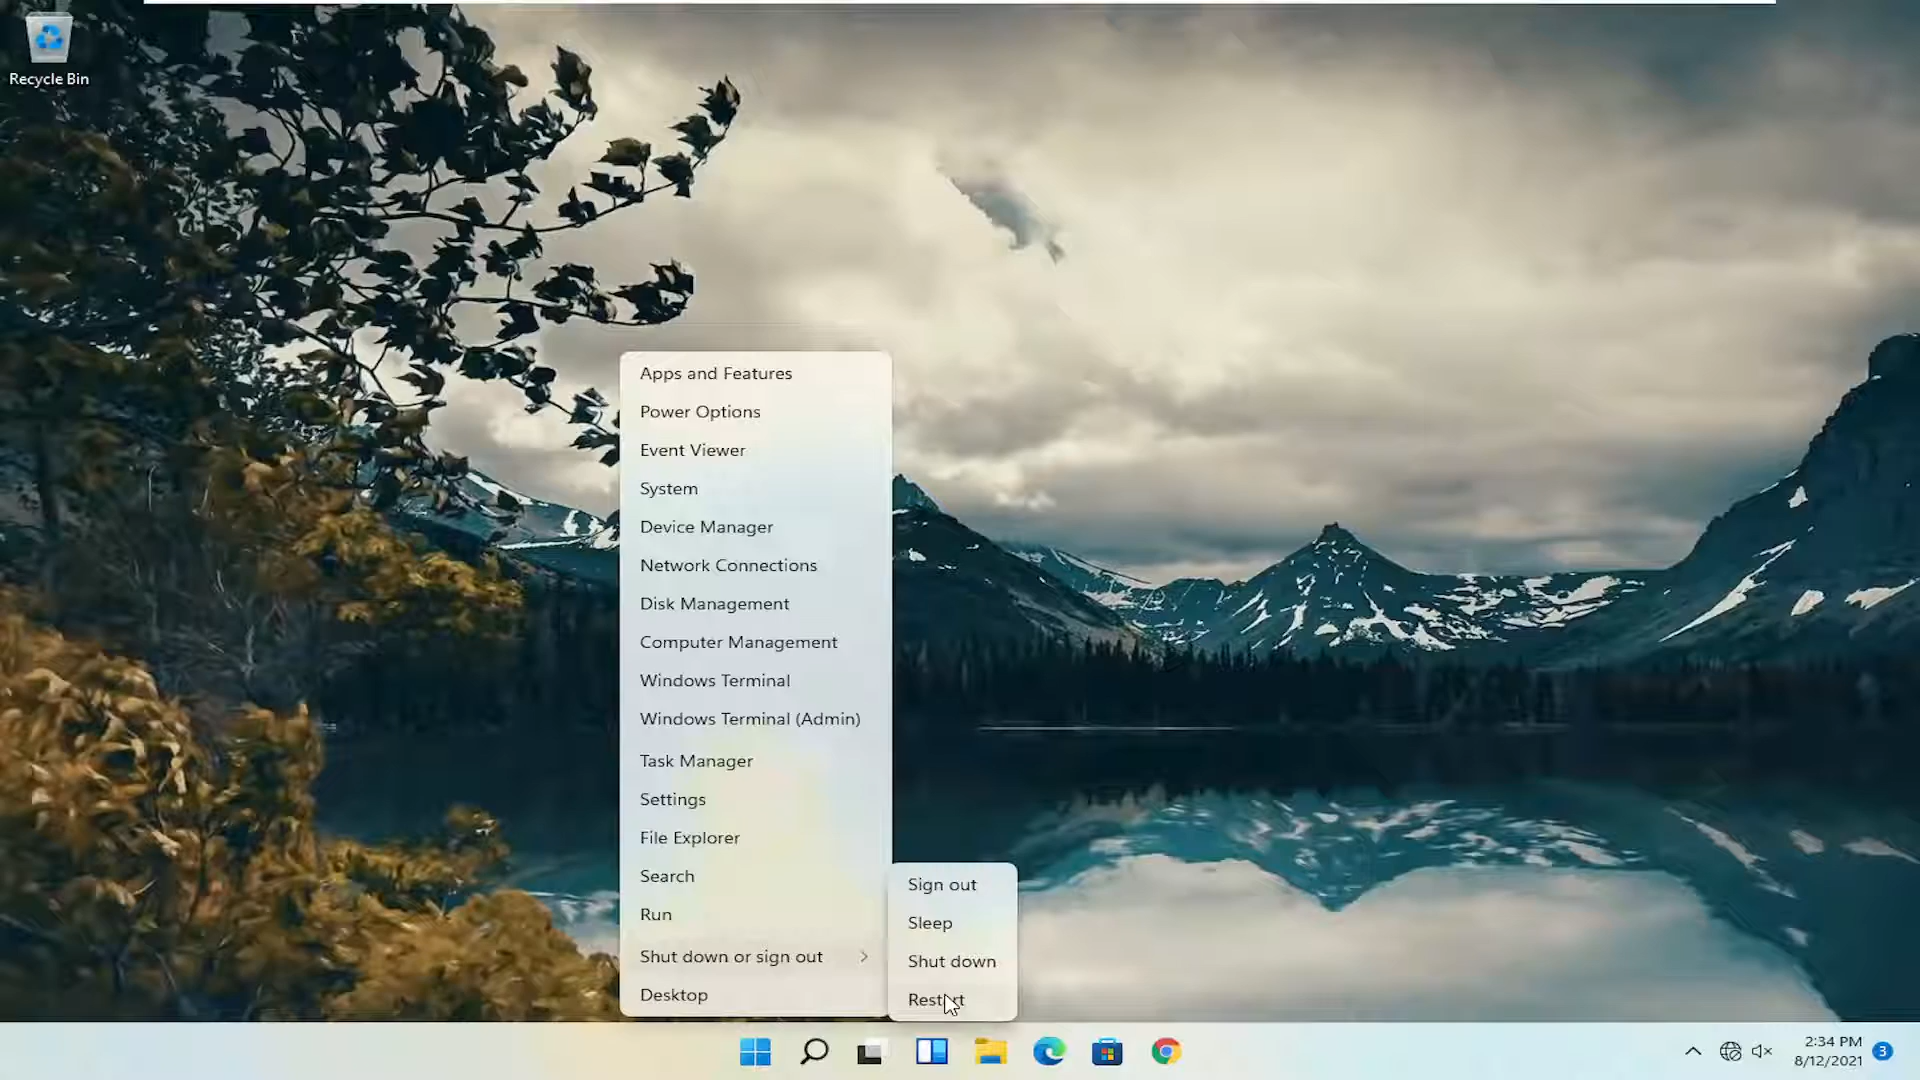 Recycle Bin
Apps and Features
Power Options
Event Viewer
System
Device Manager
Network Connections
Disk Management
Computer Management
Windows Terminal
Windows Terminal (Admin)
Task Manager
Settings
File Explorer
Search
Run
Shut down or sign out
Desktop
Sign out
Sleep
Shut down
Restart
2:34 PM
8/12/2021
3